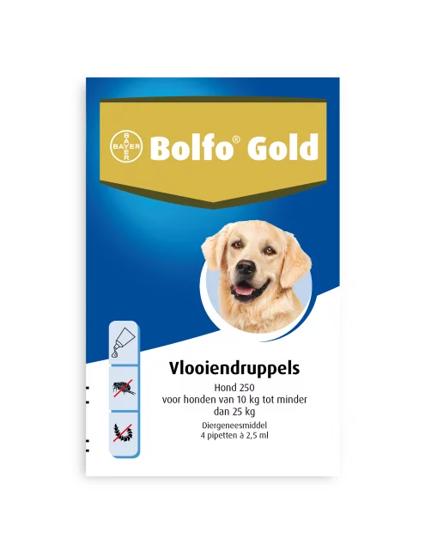 BAYER
BAYER
Bolfo® Gold
Vlooiendruppels
Hond 250
voor honden van 10 kg tot minder
dan 25 kg
Diergeneesmiddel
4 pipetten à 2,5 ml